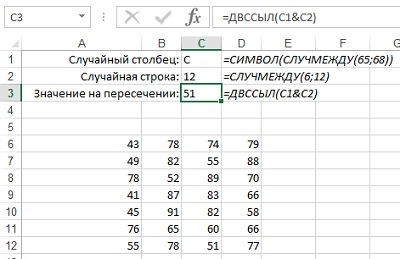 C3 =ДВССЫЛ(C1&C2)
A B C D E F G
1 Случайный столбец: C =СИМВОЛ(СЛУЧМЕЖДУ(65;68))
2 Случайная строка: 12 =СЛУЧМЕЖДУ(6;12)
3 Значение на пересечении: 51 =ДВССЫЛ(C1&C2)
4
5
6 43 78 74 79
7 49 82 55 88
8 78 52 89 70
9 41 87 83 66
10 45 91 82 58
11 76 65 60 66
12 55 78 51 77